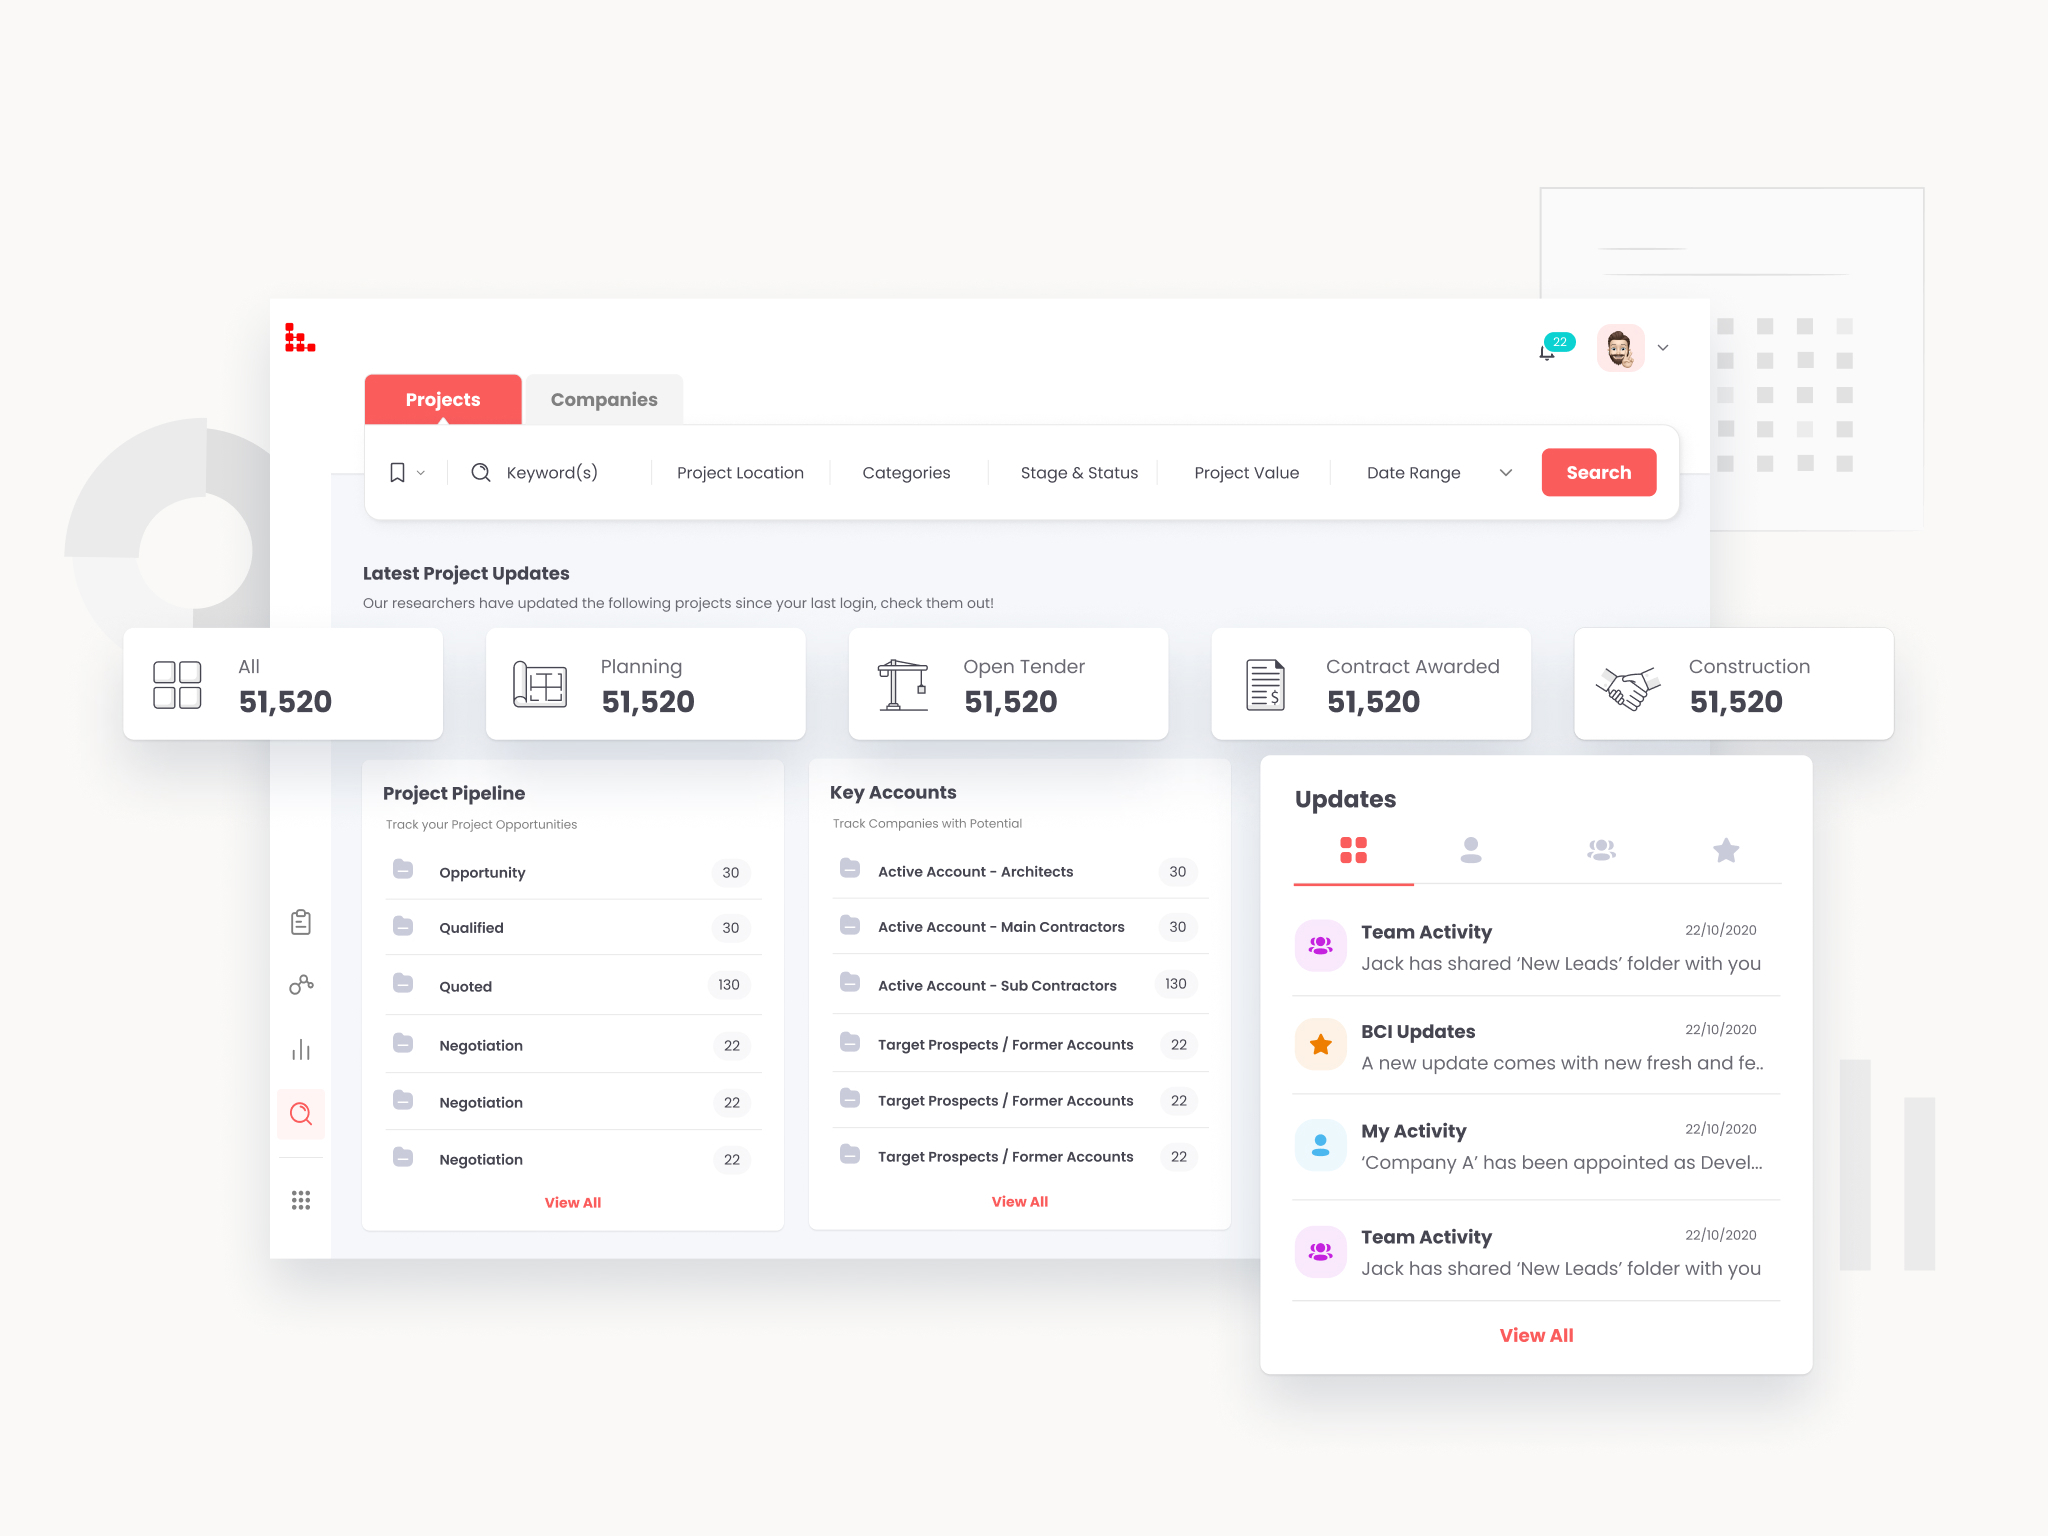 22
Projects
Companies
Keyword(s)
Project Location
Categories
Stage & Status
Project Value
Date Range
Search
Latest Project Updates
Our researchers have updated the following projects since your last login, check them out!
All
51,520
Planning
51,520
Open Tender
51,520
Contract Awarded
51,520
$
Construction
51,520
Project Pipeline
Track your Project Opportunities
Opportunity 30
Qualified 30
Quoted 130
Negotiation 22
Negotiation 22
Negotiation 22
View All
Key Accounts
Track Companies with Potential
Active Account - Architects 30
Active Account - Main Contractors 30
Active Account - Sub Contractors 130
Target Prospects / Former Accounts 22
Target Prospects / Former Accounts 22
Target Prospects / Former Accounts 22
View All
Updates
Team Activity 22/10/2020
Jack has shared ‘New Leads’ folder with you
BCI Updates 22/10/2020
A new update comes with new fresh and fe..
My Activity 22/10/2020
‘Company A’ has been appointed as Devel...
Team Activity 22/10/2020
Jack has shared ‘New Leads’ folder with you
View All